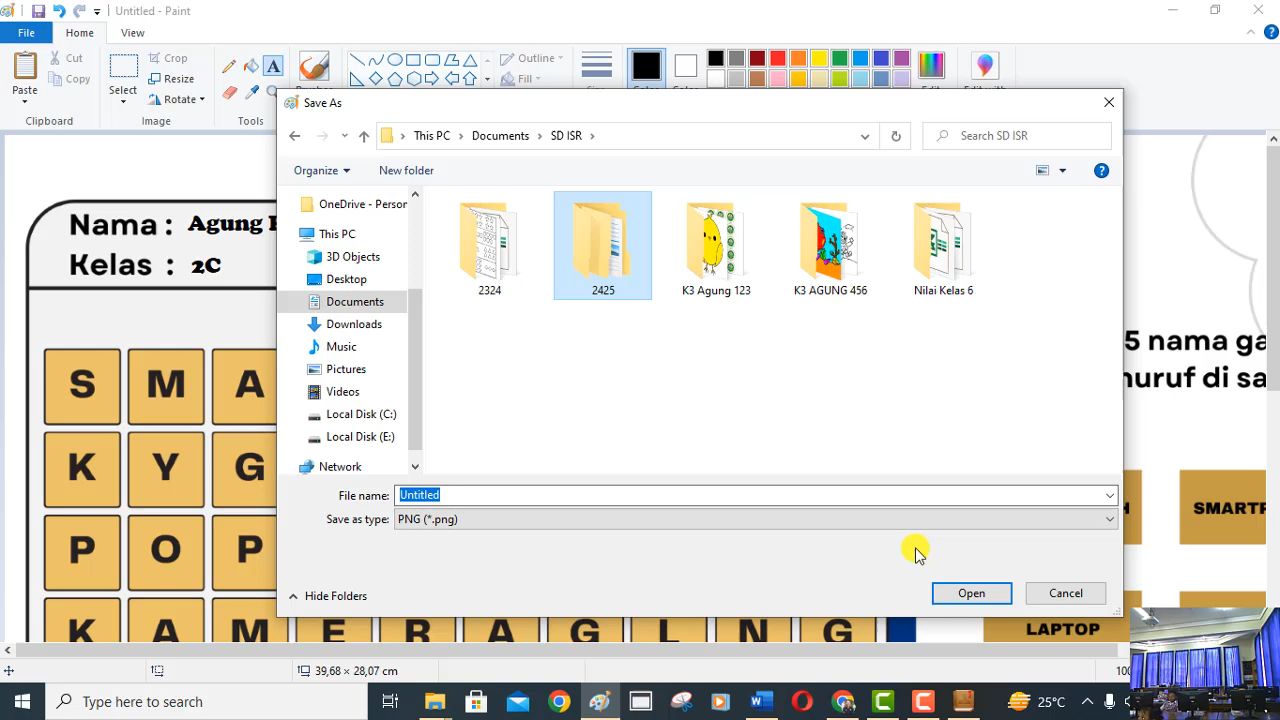 Untitled - Paint
File
Home
View
Paste
Cut
Copy
Clipboard
Select
Crop
Resize
Rotate
Image
Tools
Outline
Fill
Save As
This PC
Documents
SD ISR
Search SD ISR
Organize
New folder
OneDrive - Person
This PC
3D Objects
Desktop
Documents
Downloads
Music
Pictures
Videos
Local Disk (C:)
Local Disk (E:)
Network
2324
2425
K3 Agung 123
K3 AGUNG 456
Nilai Kelas 6
File name: Untitled
Save as type: PNG (*.png)
Hide Folders
Open
Cancel
Nama : Agung
Kelas : 2C
5 nama ga
huruf di sa
S M A
K Y G
P O P
K A M E R A G L N G
SMARTP
LAPTOP
39,68 × 28,07 cm
100
Type here to search
25°C